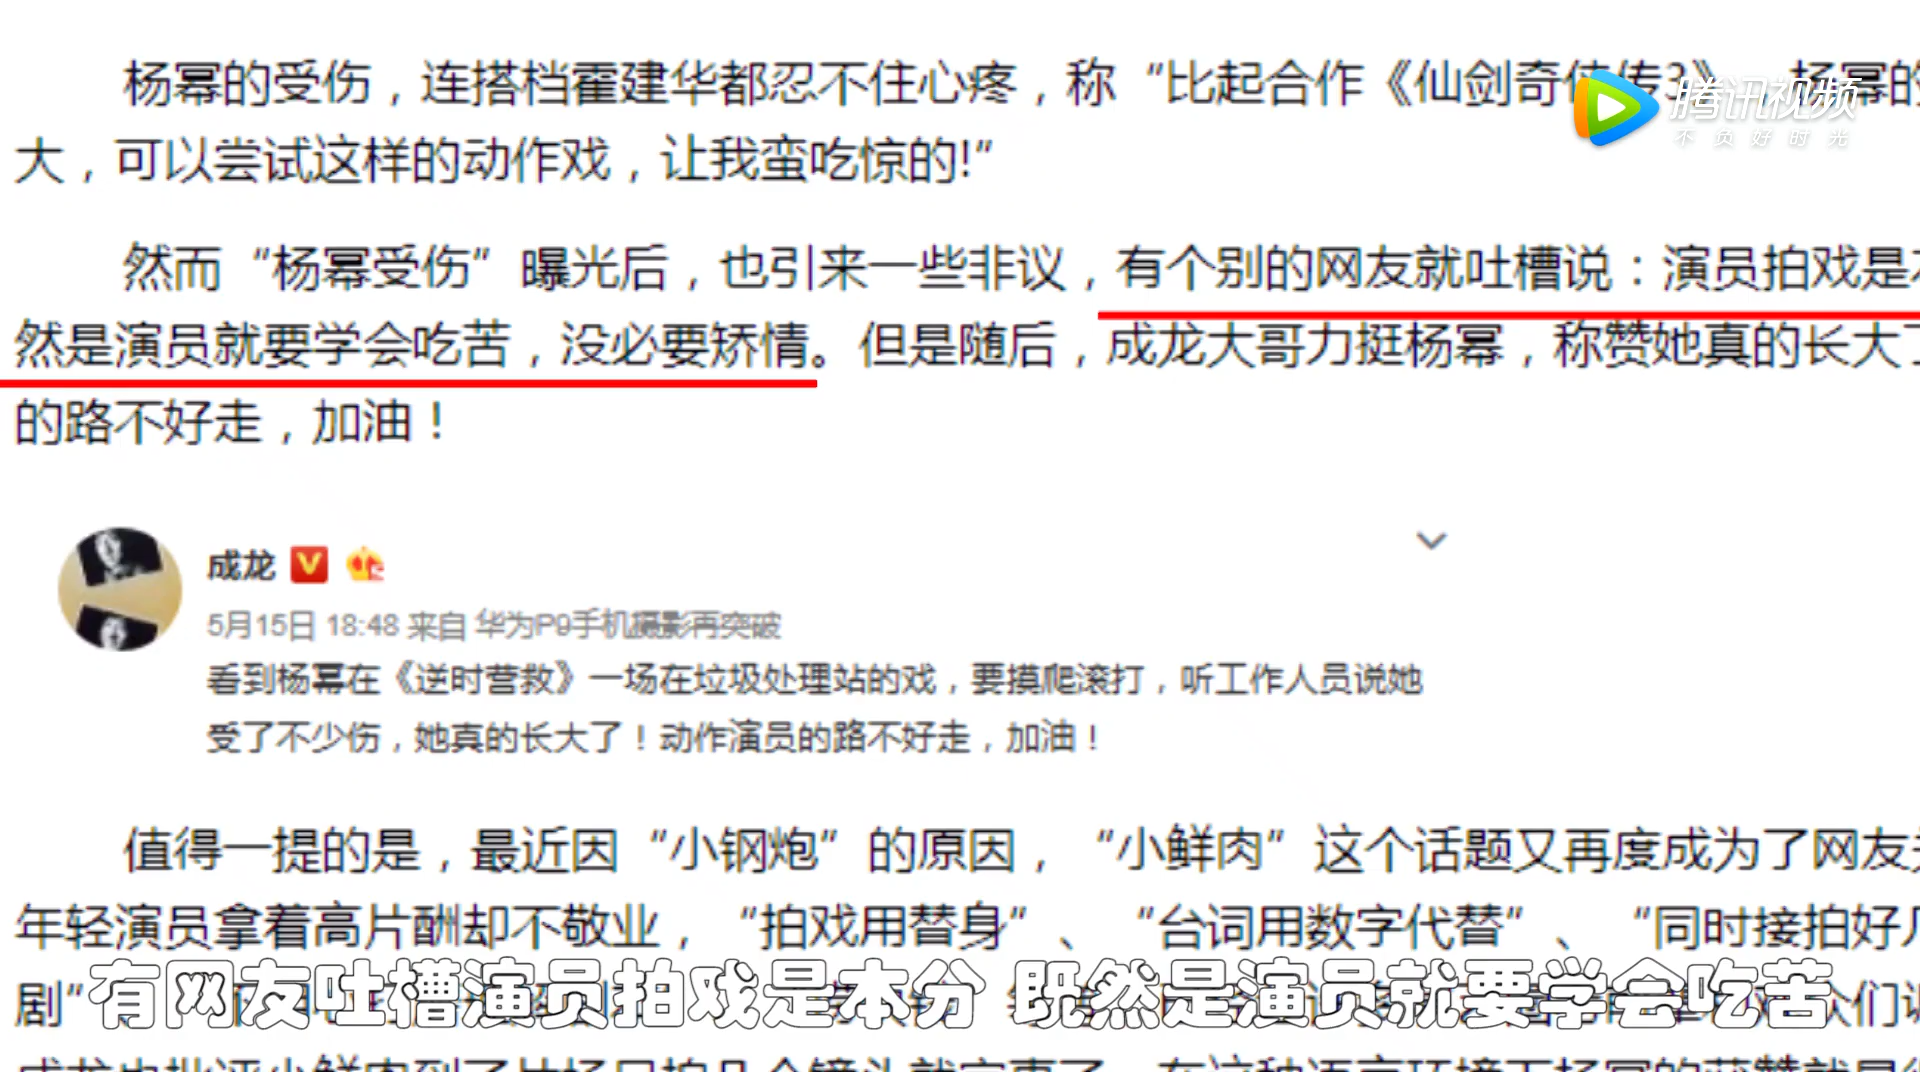 杨幂的受伤，连搭档霍建华都忍不住心疼，称“比起合作《仙剑奇侠传3》，杨幂的
腾讯视频
不负好时光
大，可以尝试这样的动作戏，让我蛮吃惊的!”
然而“杨幂受伤”曝光后，也引来一些非议，有个别的网友就吐槽说：演员拍戏是
然是演员就要学会吃苦，没必要矫情。但是随后，成龙大哥力挺杨幂，称赞她真的长大了
的路不好走，加油！
成龙
5月15日 18:48 来自 华为P9手机摄影再突破
看到杨幂在《逆时营救》一场在垃圾处理站的戏，要摸爬滚打，听工作人员说她
受了不少伤，她真的长大了！动作演员的路不好走，加油！
值得一提的是，最近因“小钢炮”的原因，“小鲜肉”这个话题又再度成为了网友
年轻演员拿着高片酬却不敬业，“拍戏用替身”、“台词用数字代替”、“同时接拍好
剧”
有网友吐槽演员拍戏是本分 既然是演员就要学会吃苦